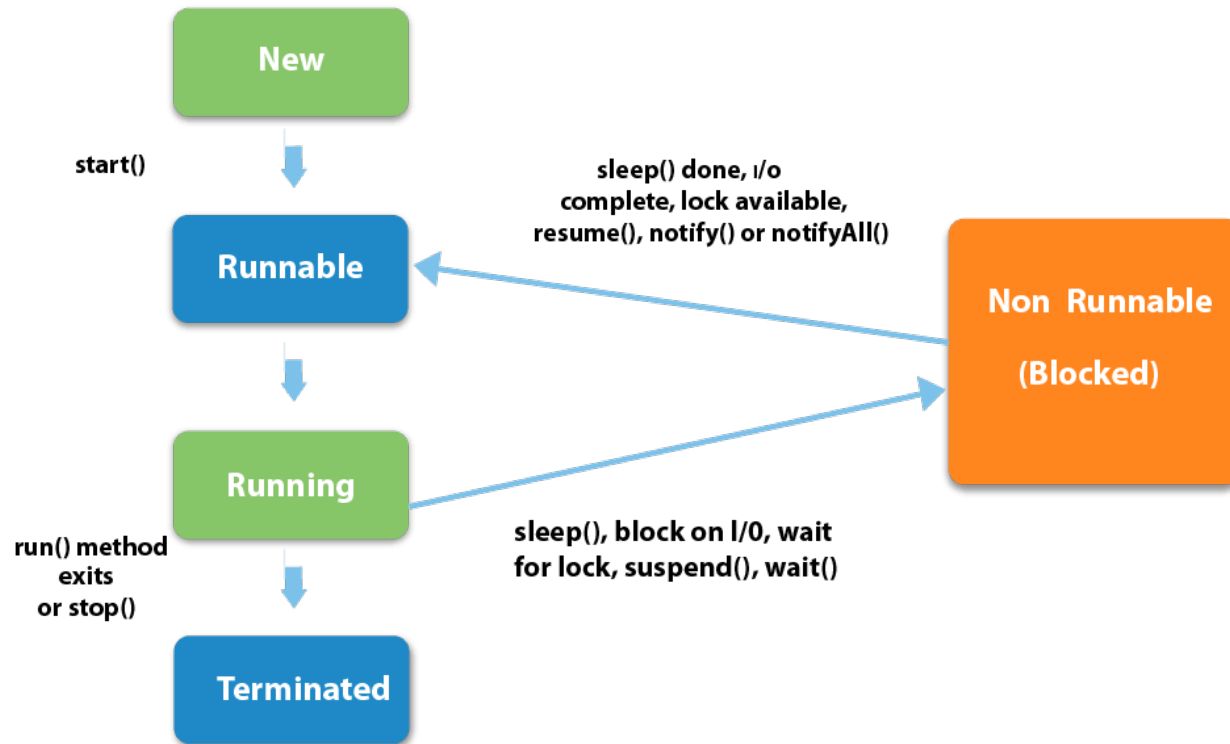 New
start()
sleep() done, ı/o
complete, lock available,
resume(), notify() or notifyAll()
Runnable
Non Runnable
(Blocked)
Running
run() method
exits
or stop()
sleep(), block on l/0, wait
for lock, suspend(), wait()
Terminated